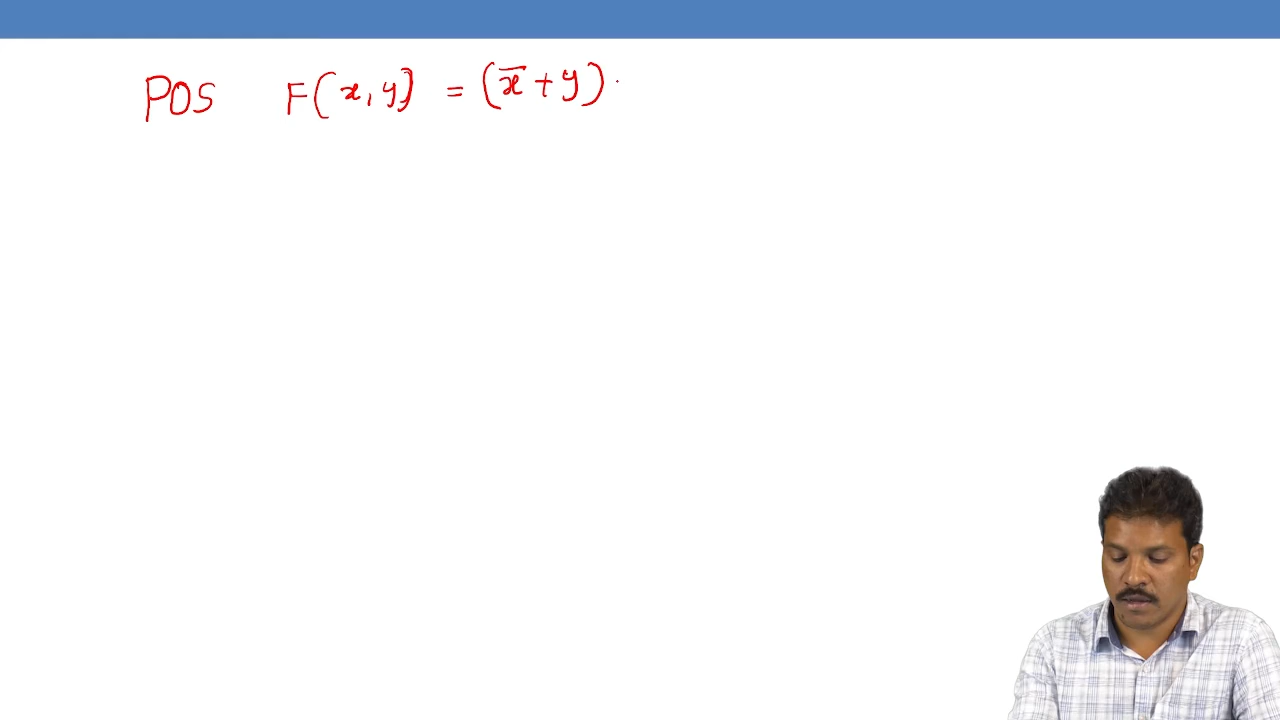 POS F(x, y) = (x̅ + y) ·